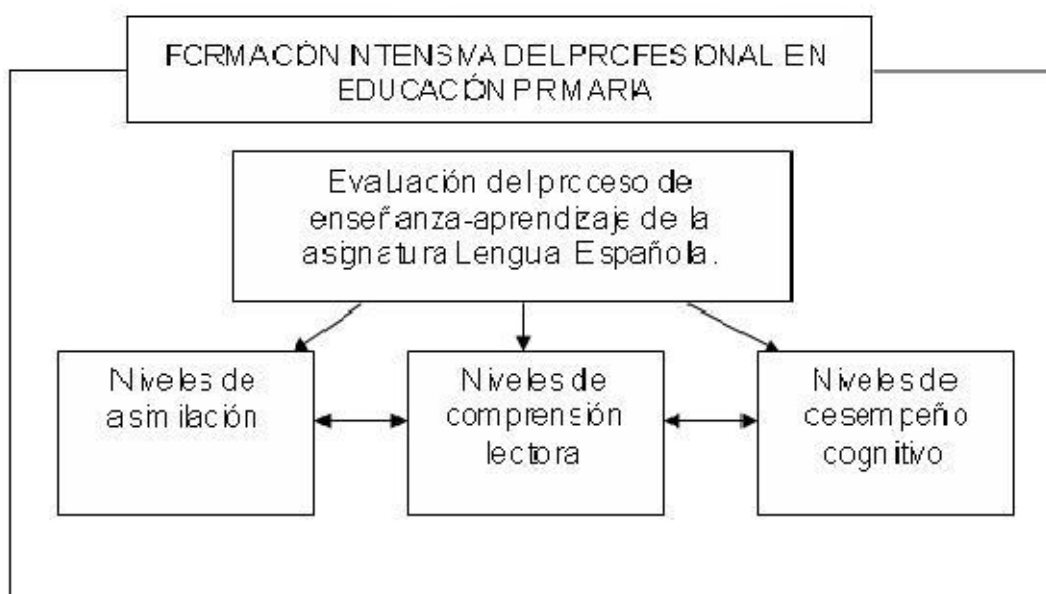 FORMACIÓN INTENSIVA DEL PROFESIONAL EN
EDUCACIÓN PRIMARIA
Evaluación del proceso de
enseñanza-aprendizaje de la
asignatura Lengua Española.
Niveles de
asimilación
Niveles de
comprensión
lectora
Niveles de
desempeño
cognitivo